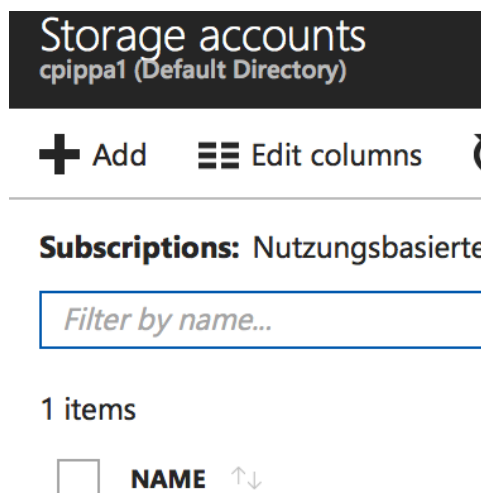 Storage accounts
cpippa1 (Default Directory)
Add Edit columns
Subscriptions: Nutzungsbasierte
Filter by name...
1 items
NAME